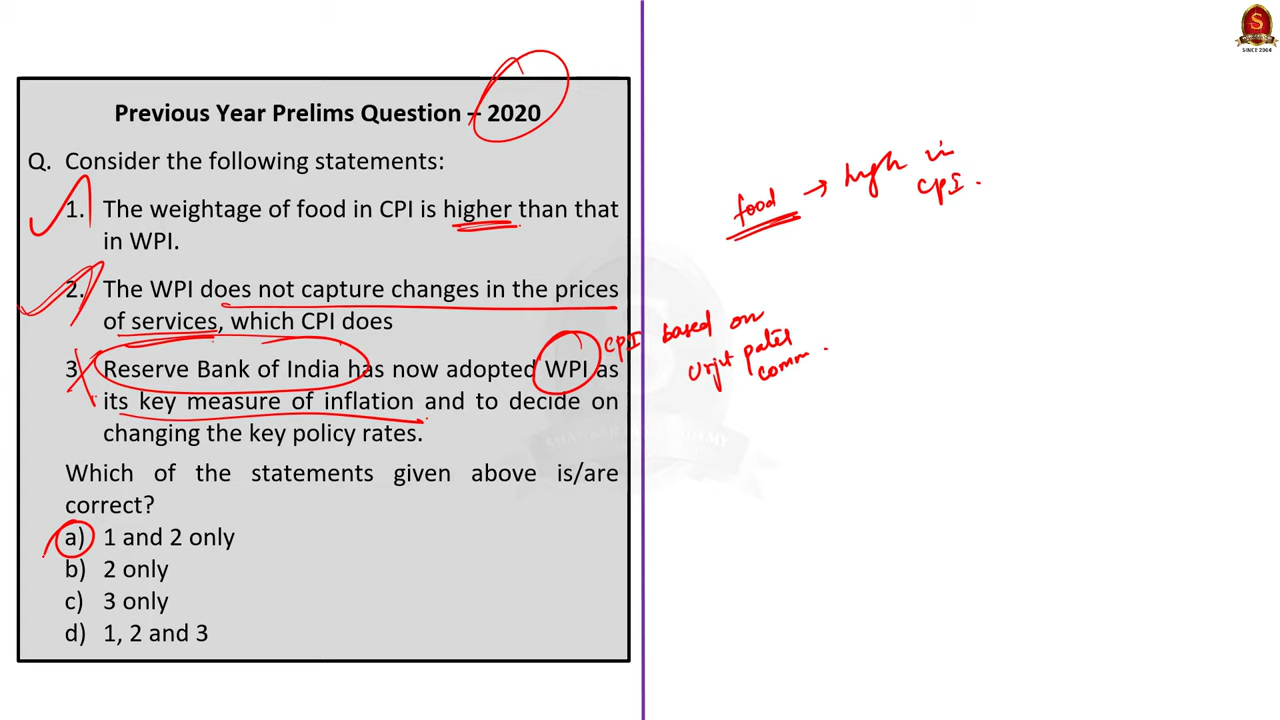 Previous Year Prelims Question – 2020
Q. Consider the following statements:
1. The weightage of food in CPI is higher than that
in WPI.
2. The WPI does not capture changes in the prices
of services, which CPI does
3. Reserve Bank of India has now adopted WPI as
its key measure of inflation and to decide on
changing the key policy rates.
Which of the statements given above is/are
correct?
a) 1 and 2 only
b) 2 only
c) 3 only
d) 1, 2 and 3
food → high in
CPI.
CPI based on
Urjit patel
comm.
S
SINCE 2004